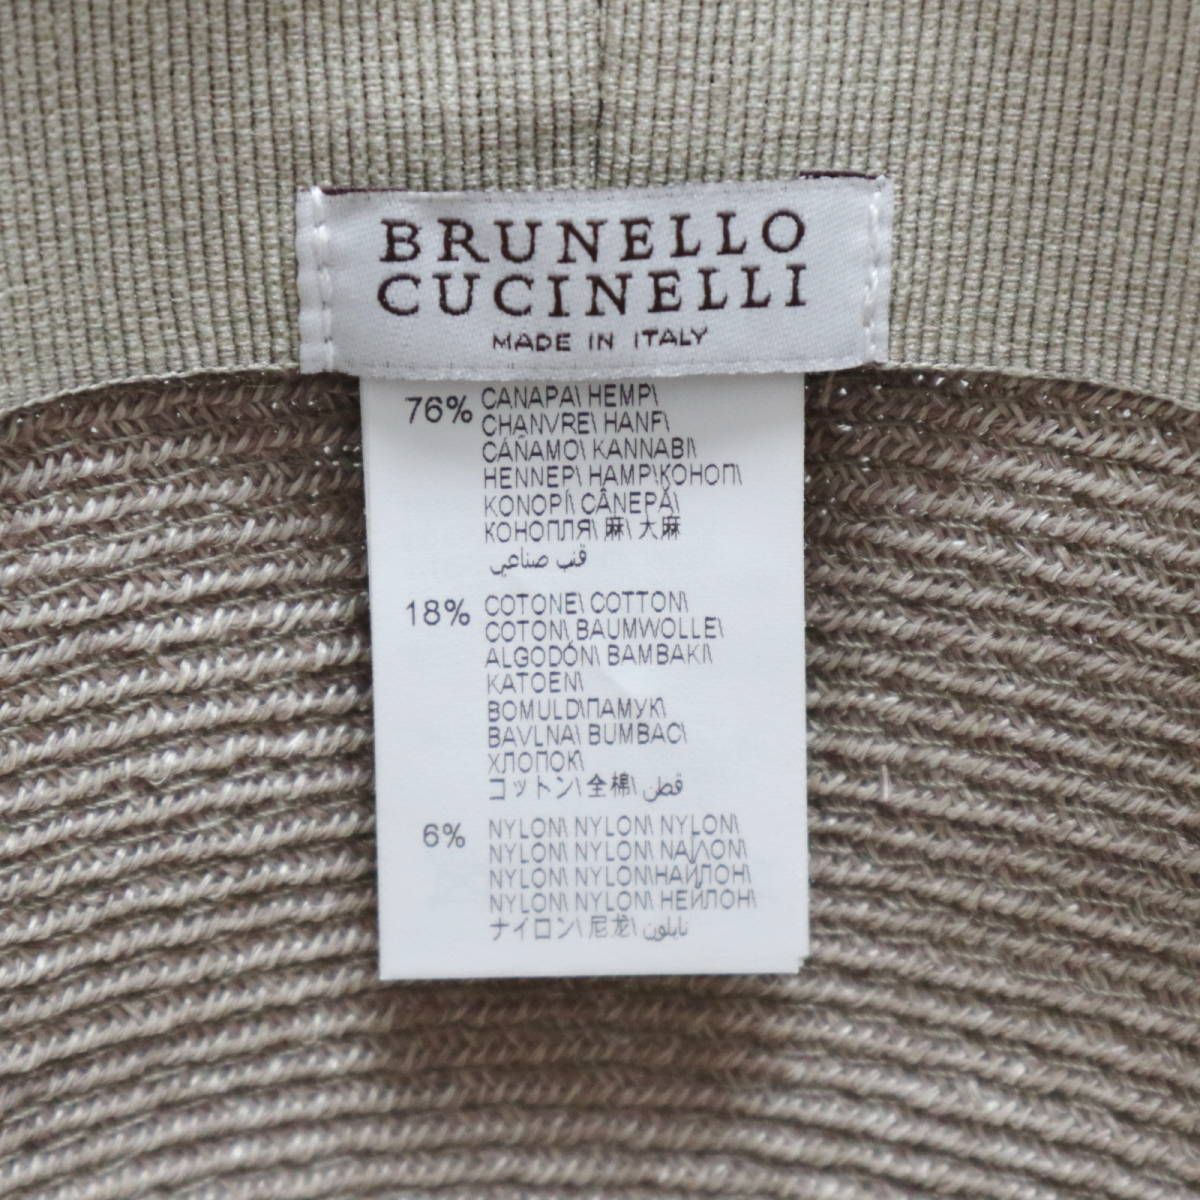 BRUNELLO
CUCINELLI
MADE IN ITALY
76% CANAPA\ HEMP\
CHANVRE\ HANF\
CÁÑAMO\ KANNABI\
HENNEP\ HAMP\КОНОП\
KONOPÍ\ CÂNEPĂ\
КОНОПЛЯ\ 麻\ 大麻
قنب صناعي
18% COTONE\ COTTON\
COTON\ BAUMWOLLE\
ALGODÓN\ BAMBAKI\
KATOEN\
BOMULD\ПАМУК\
BAVLNA\ BUMBAC\
ХЛОПОК\
コットン\ 全棉\ قطن
6% NYLON\ NYLON\ NYLON\
NYLON\ NYLON\ ΝΑΪΛΟΝ\
NYLON\ NYLON\НАЙЛОН\
NYLON\ NYLON\ НЕЙЛОН\
ナイロン\ 尼龙\ نايلون